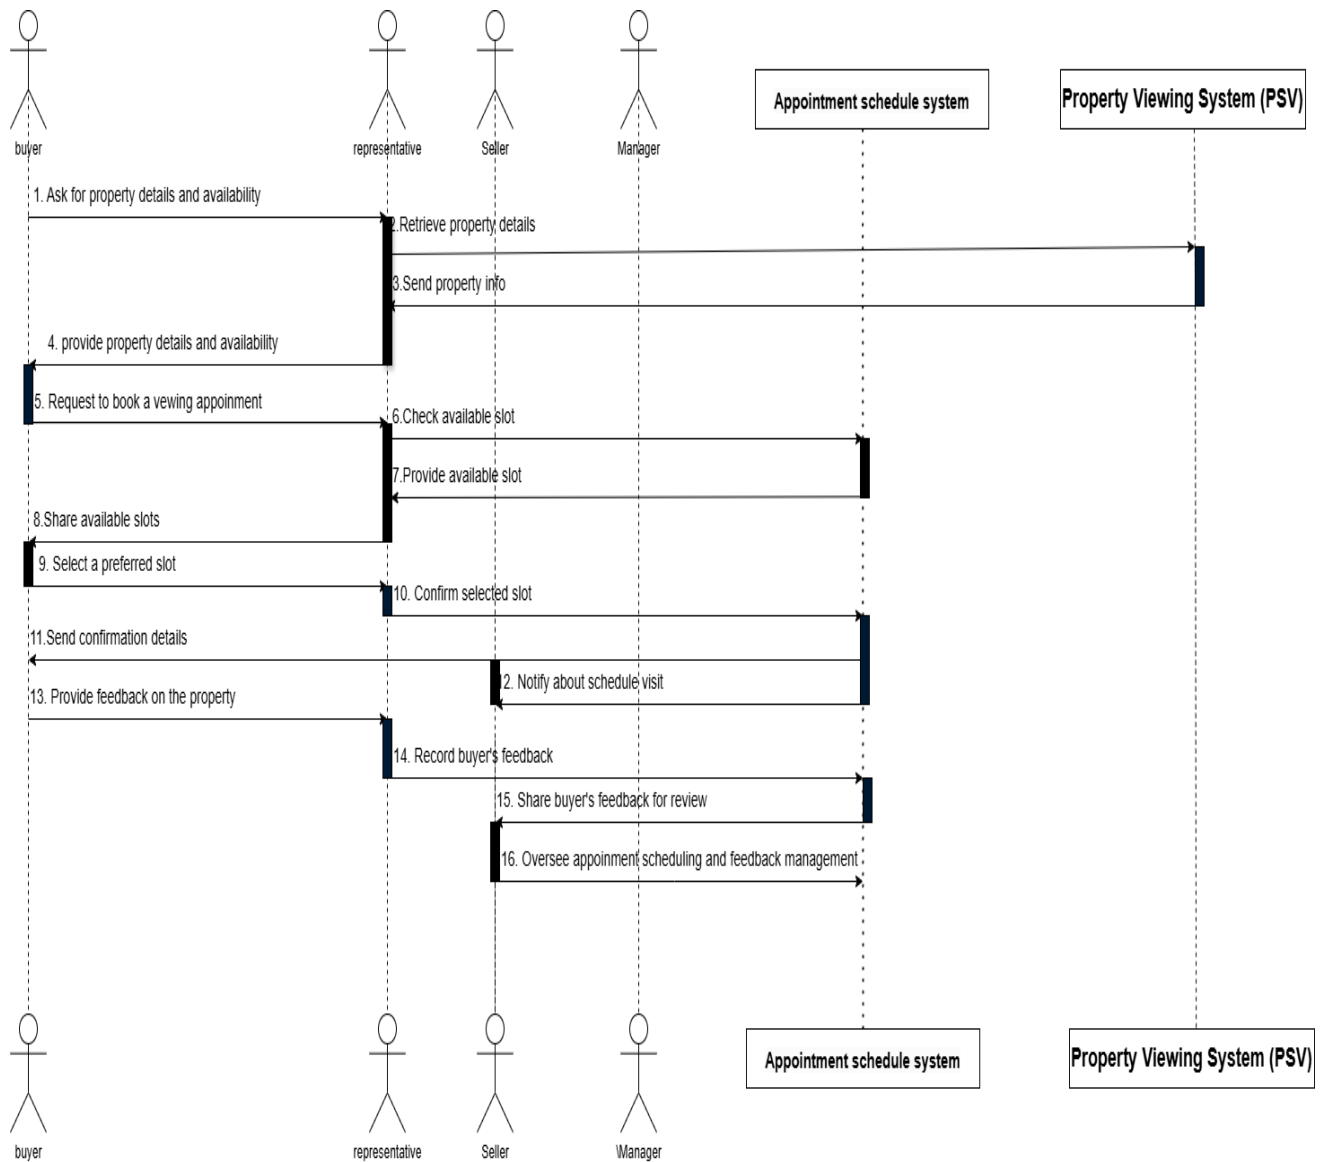 buyer
representative
Seller
Manager
Appointment schedule system
Property Viewing System (PSV)
1. Ask for property details and availability
2.Retrieve property details
3.Send property info
4. provide property details and availability
5. Request to book a vewing appoinment
6.Check available slot
7.Provide available slot
8.Share available slots
9. Select a preferred slot
10. Confirm selected slot
11.Send confirmation details
12. Notify about schedule visit
13. Provide feedback on the property
14. Record buyer's feedback
15. Share buyer's feedback for review
16. Oversee appoinment scheduling and feedback management
Appointment schedule system
Property Viewing System (PSV)
buyer
representative
Seller
\Manager